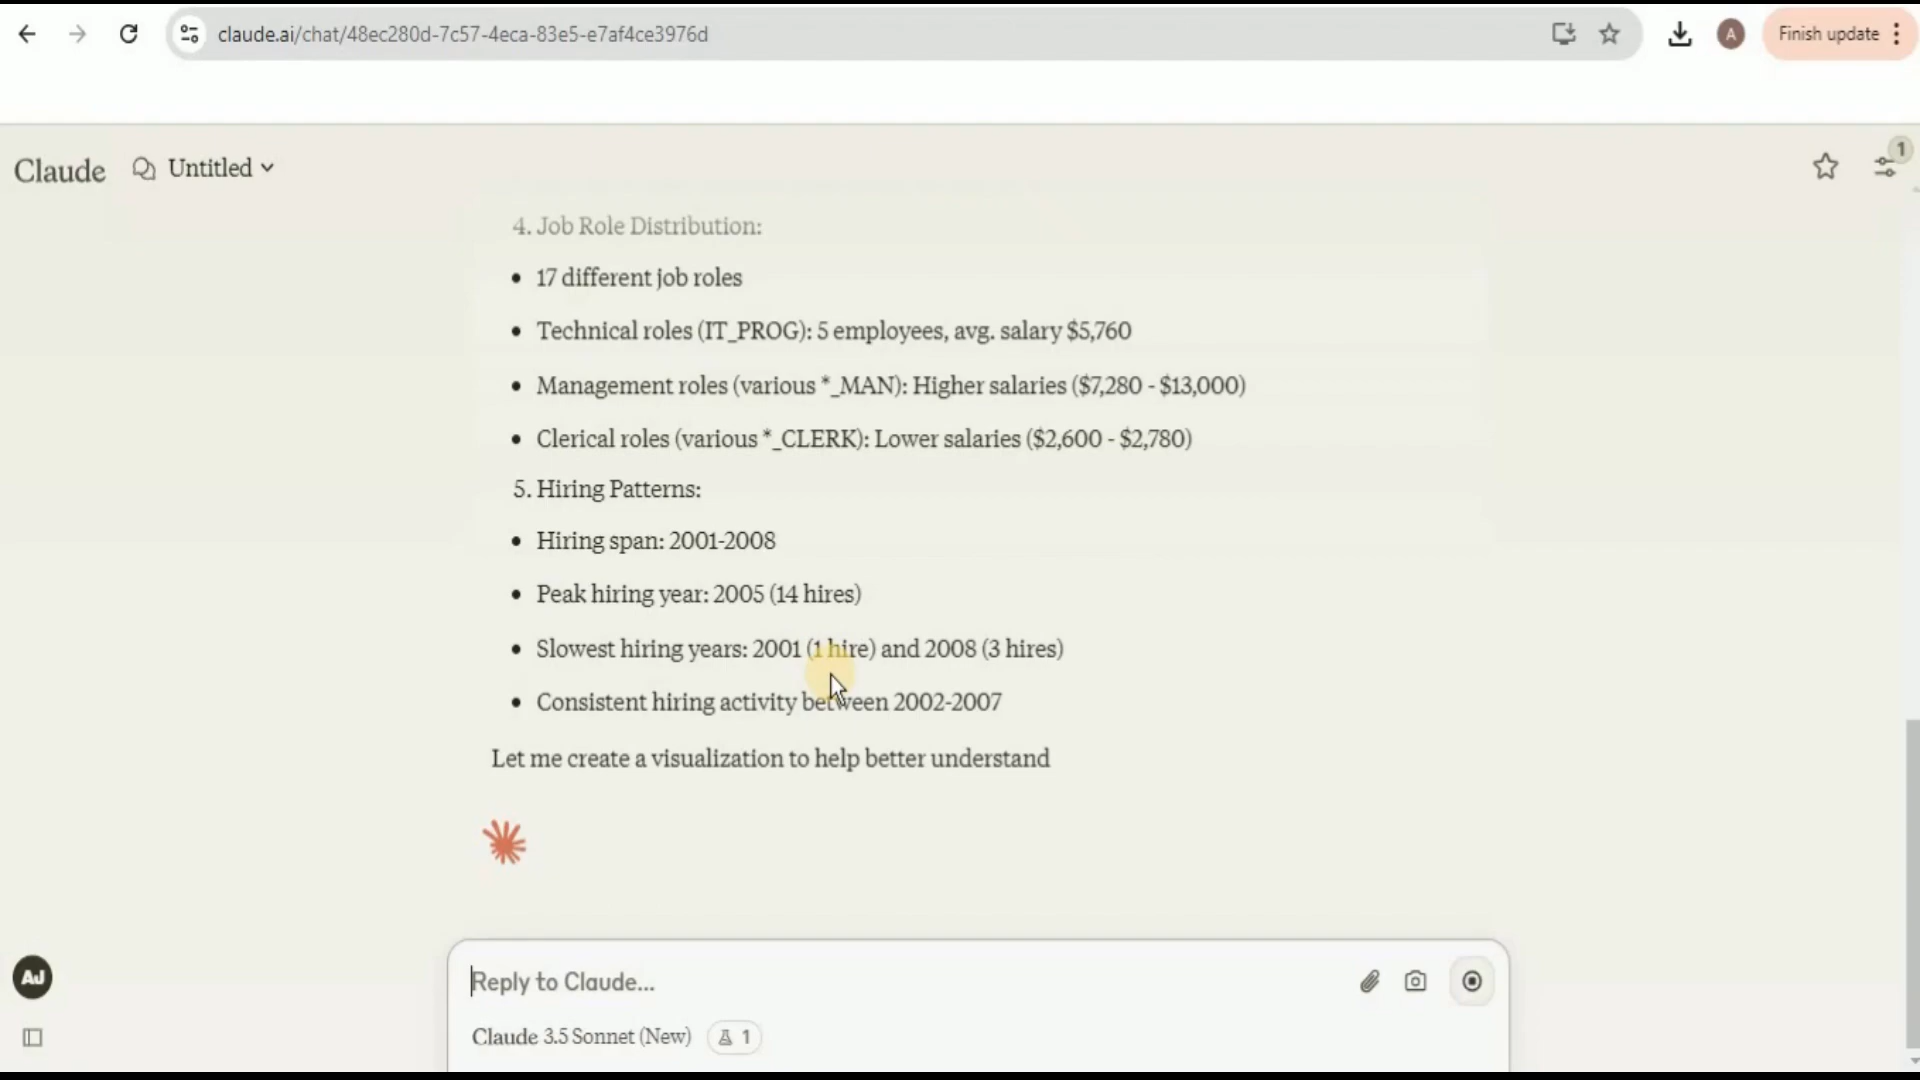 claude.ai/chat/48ec280d-7c57-4eca-83e5-e7af4ce3976d
A
Finish update
Claude
Untitled
1
4. Job Role Distribution:
• 17 different job roles
• Technical roles (IT_PROG): 5 employees, avg. salary $5,760
• Management roles (various *_MAN): Higher salaries ($7,280 - $13,000)
• Clerical roles (various *_CLERK): Lower salaries ($2,600 - $2,780)
5. Hiring Patterns:
• Hiring span: 2001-2008
• Peak hiring year: 2005 (14 hires)
• Slowest hiring years: 2001 (1 hire) and 2008 (3 hires)
• Consistent hiring activity between 2002-2007
Let me create a visualization to help better understand
AJ
Reply to Claude...
Claude 3.5 Sonnet (New)
1